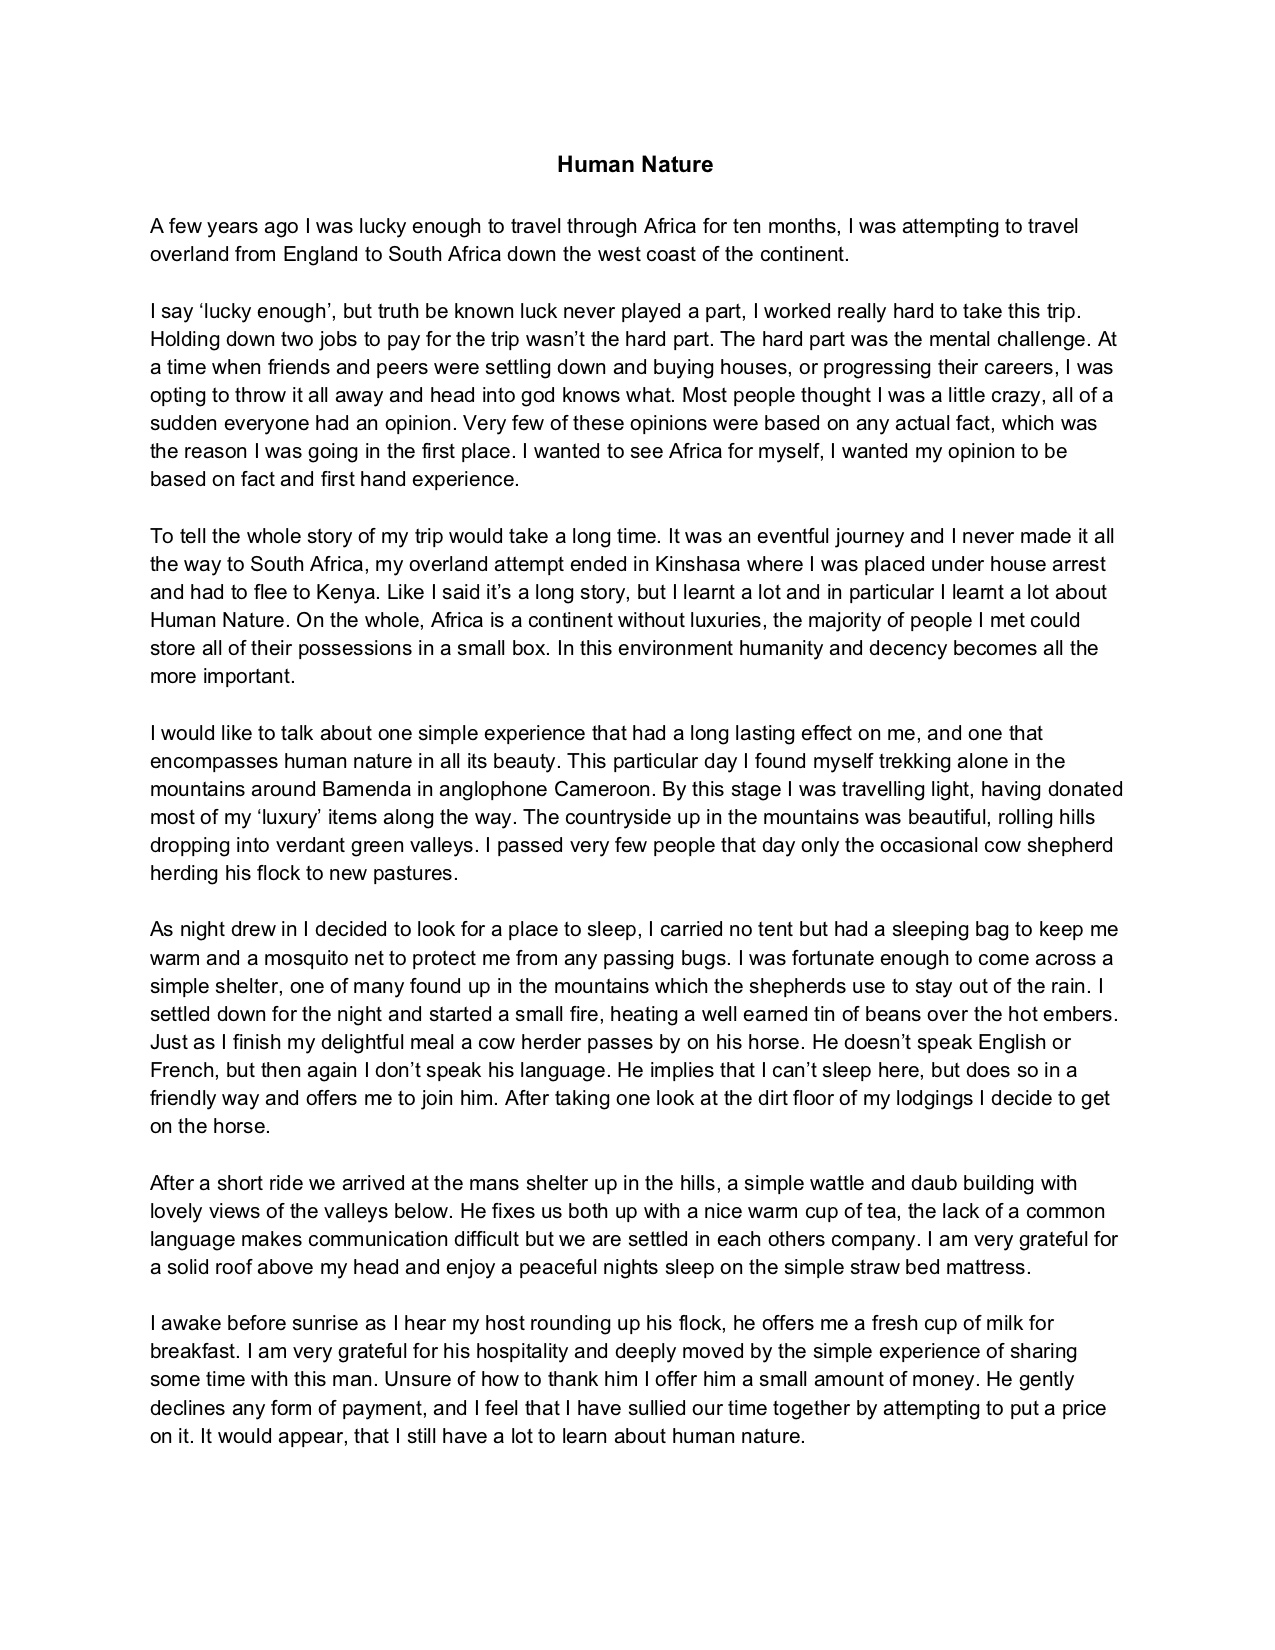 Human Nature
A few years ago I was lucky enough to travel through Africa for ten months, I was attempting to travel
overland from England to South Africa down the west coast of the continent.
I say ‘lucky enough’, but truth be known luck never played a part, I worked really hard to take this trip.
Holding down two jobs to pay for the trip wasn’t the hard part. The hard part was the mental challenge. At
a time when friends and peers were settling down and buying houses, or progressing their careers, I was
opting to throw it all away and head into god knows what. Most people thought I was a little crazy, all of a
sudden everyone had an opinion. Very few of these opinions were based on any actual fact, which was
the reason I was going in the first place. I wanted to see Africa for myself, I wanted my opinion to be
based on fact and first hand experience.
To tell the whole story of my trip would take a long time. It was an eventful journey and I never made it all
the way to South Africa, my overland attempt ended in Kinshasa where I was placed under house arrest
and had to flee to Kenya. Like I said it’s a long story, but I learnt a lot and in particular I learnt a lot about
Human Nature. On the whole, Africa is a continent without luxuries, the majority of people I met could
store all of their possessions in a small box. In this environment humanity and decency becomes all the
more important.
I would like to talk about one simple experience that had a long lasting effect on me, and one that
encompasses human nature in all its beauty. This particular day I found myself trekking alone in the
mountains around Bamenda in anglophone Cameroon. By this stage I was travelling light, having donated
most of my ‘luxury’ items along the way. The countryside up in the mountains was beautiful, rolling hills
dropping into verdant green valleys. I passed very few people that day only the occasional cow shepherd
herding his flock to new pastures.
As night drew in I decided to look for a place to sleep, I carried no tent but had a sleeping bag to keep me
warm and a mosquito net to protect me from any passing bugs. I was fortunate enough to come across a
simple shelter, one of many found up in the mountains which the shepherds use to stay out of the rain. I
settled down for the night and started a small fire, heating a well earned tin of beans over the hot embers.
Just as I finish my delightful meal a cow herder passes by on his horse. He doesn’t speak English or
French, but then again I don’t speak his language. He implies that I can’t sleep here, but does so in a
friendly way and offers me to join him. After taking one look at the dirt floor of my lodgings I decide to get
on the horse.
After a short ride we arrived at the mans shelter up in the hills, a simple wattle and daub building with
lovely views of the valleys below. He fixes us both up with a nice warm cup of tea, the lack of a common
language makes communication difficult but we are settled in each others company. I am very grateful for
a solid roof above my head and enjoy a peaceful nights sleep on the simple straw bed mattress.
I awake before sunrise as I hear my host rounding up his flock, he offers me a fresh cup of milk for
breakfast. I am very grateful for his hospitality and deeply moved by the simple experience of sharing
some time with this man. Unsure of how to thank him I offer him a small amount of money. He gently
declines any form of payment, and I feel that I have sullied our time together by attempting to put a price
on it. It would appear, that I still have a lot to learn about human nature.